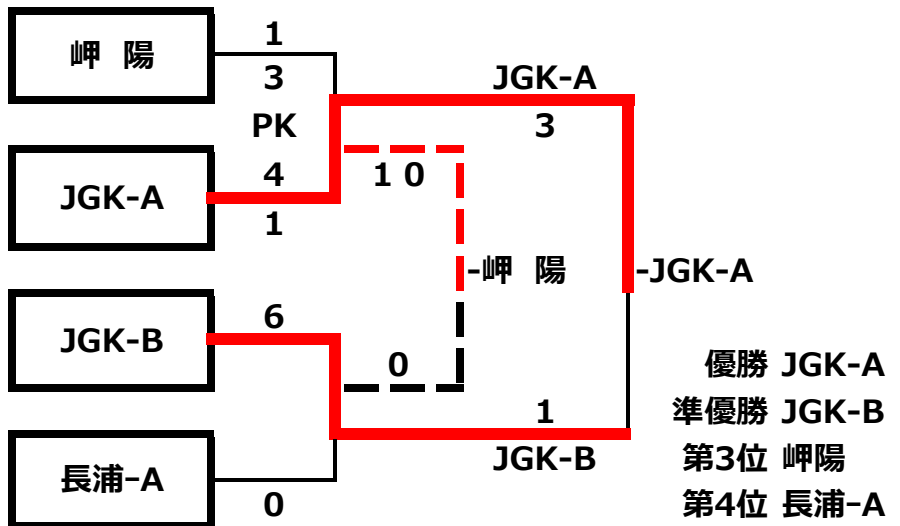 岬 陽
1
3
PK
4
1
JGK-A
JGK-A
3
1 0
-岬 陽
-JGK-A
JGK-B
6
0
1
JGK-B
長浦-A
0
優勝 JGK-A
準優勝 JGK-B
第3位 岬陽
第4位 長浦-A